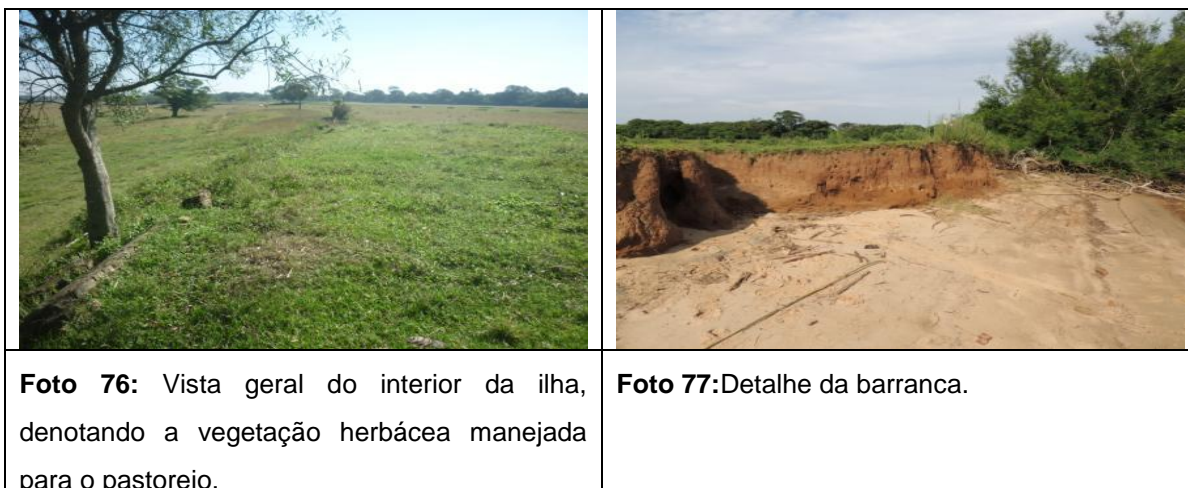 Foto 76: Vista geral do interior da ilha,
denotando a vegetação herbácea manejada
para o pastoreio.
Foto 77:Detalhe da barranca.